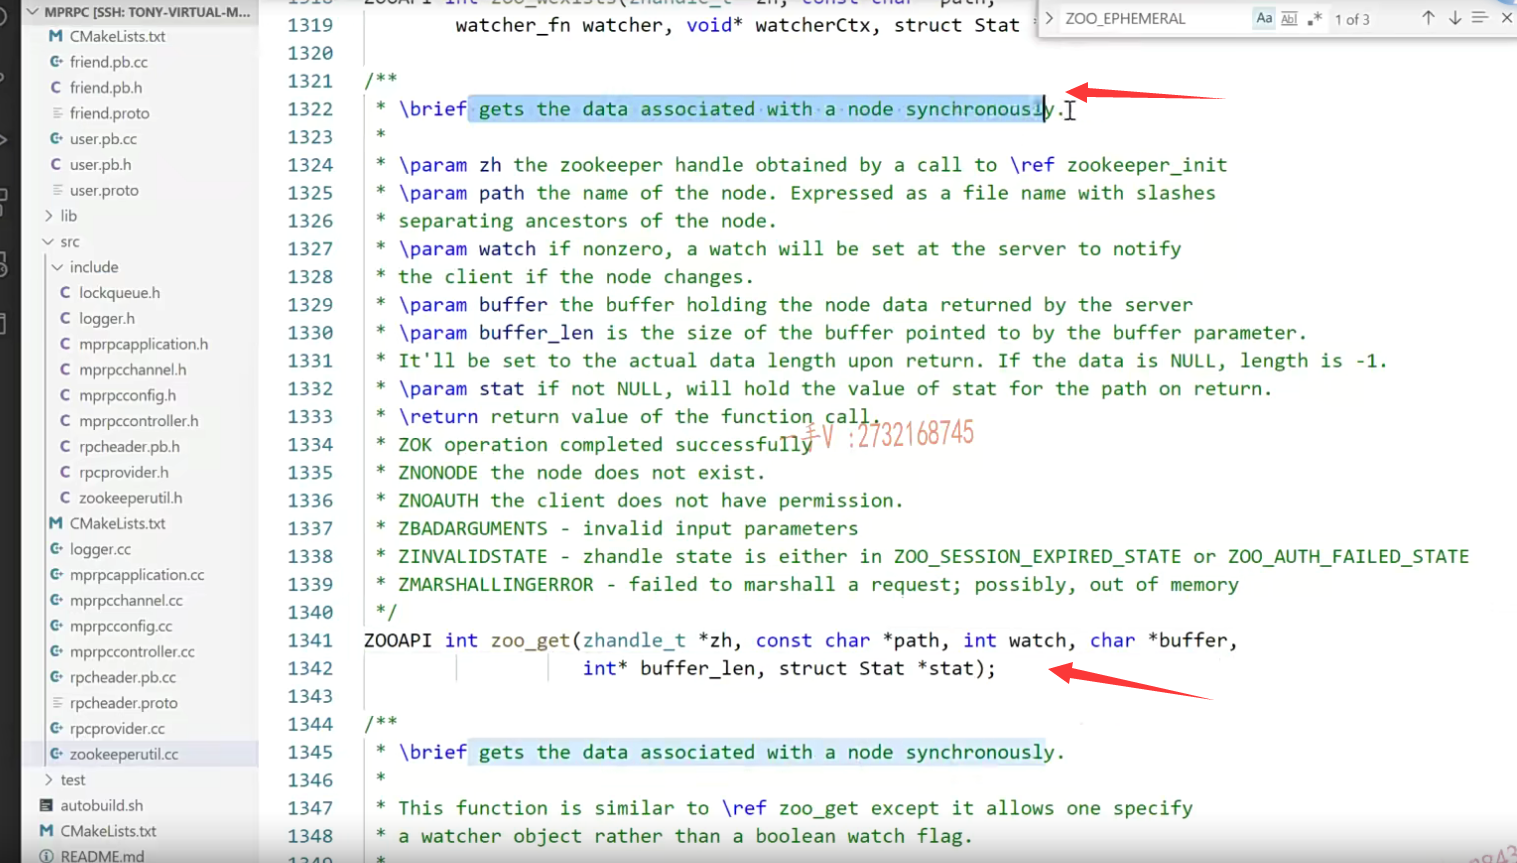 MPRPC [SSH: TONY-VIRTUAL-M...
CMakeLists.txt
friend.pb.cc
friend.pb.h
friend.proto
user.pb.cc
user.pb.h
user.proto
lib
src
include
lockqueue.h
logger.h
mprpcapplication.h
mprpcchannel.h
mprpcconfig.h
mprpccontroller.h
rpcheader.pb.h
rpcprovider.h
zookeeperutil.h
CMakeLists.txt
logger.cc
mprpcapplication.cc
mprpcchannel.cc
mprpcconfig.cc
mprpccontroller.cc
rpcheader.pb.cc
rpcheader.proto
rpcprovider.cc
zookeeperutil.cc
test
autobuild.sh
CMakeLists.txt
README.md
ZOO_EPHEMERAL Aa Abl .* 1 of 3
1318 ZOOAPI int zoo_wexists(zhandle_t *zh, const char *path,
1319 watcher_fn watcher, void* watcherCtx, struct Stat
1320
1321 /**
1322 * \brief gets the data associated with a node synchronously.
1323 *
1324 * \param zh the zookeeper handle obtained by a call to \ref zookeeper_init
1325 * \param path the name of the node. Expressed as a file name with slashes
1326 * separating ancestors of the node.
1327 * \param watch if nonzero, a watch will be set at the server to notify
1328 * the client if the node changes.
1329 * \param buffer the buffer holding the node data returned by the server
1330 * \param buffer_len is the size of the buffer pointed to by the buffer parameter.
1331 * It'll be set to the actual data length upon return. If the data is NULL, length is -1.
1332 * \param stat if not NULL, will hold the value of stat for the path on return.
1333 * \return return value of the function call.
1334 * ZOK operation completed successfully
一手V :2732168745
1335 * ZNONODE the node does not exist.
1336 * ZNOAUTH the client does not have permission.
1337 * ZBADARGUMENTS - invalid input parameters
1338 * ZINVALIDSTATE - zhandle state is either in ZOO_SESSION_EXPIRED_STATE or ZOO_AUTH_FAILED_STATE
1339 * ZMARSHALLINGERROR - failed to marshall a request; possibly, out of memory
1340 */
1341 ZOOAPI int zoo_get(zhandle_t *zh, const char *path, int watch, char *buffer,
1342 int* buffer_len, struct Stat *stat);
1343
1344 /**
1345 * \brief gets the data associated with a node synchronously.
1346 *
1347 * This function is similar to \ref zoo_get except it allows one specify
1348 * a watcher object rather than a boolean watch flag.
1349 *